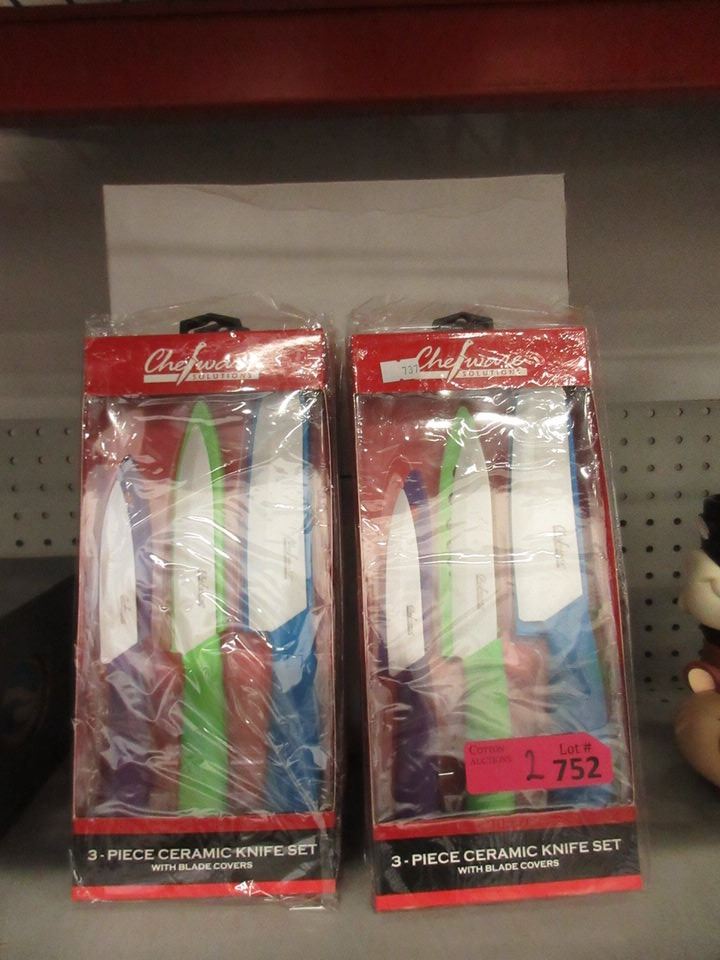 Chefware
SOLUTIONS
3-PIECE CERAMIC KNIFE SET
WITH BLADE COVERS
737
Chefware
SOLUTIONS
COTTON
AUCTIONS
2
Lot #
752
3-PIECE CERAMIC KNIFE SET
WITH BLADE COVERS